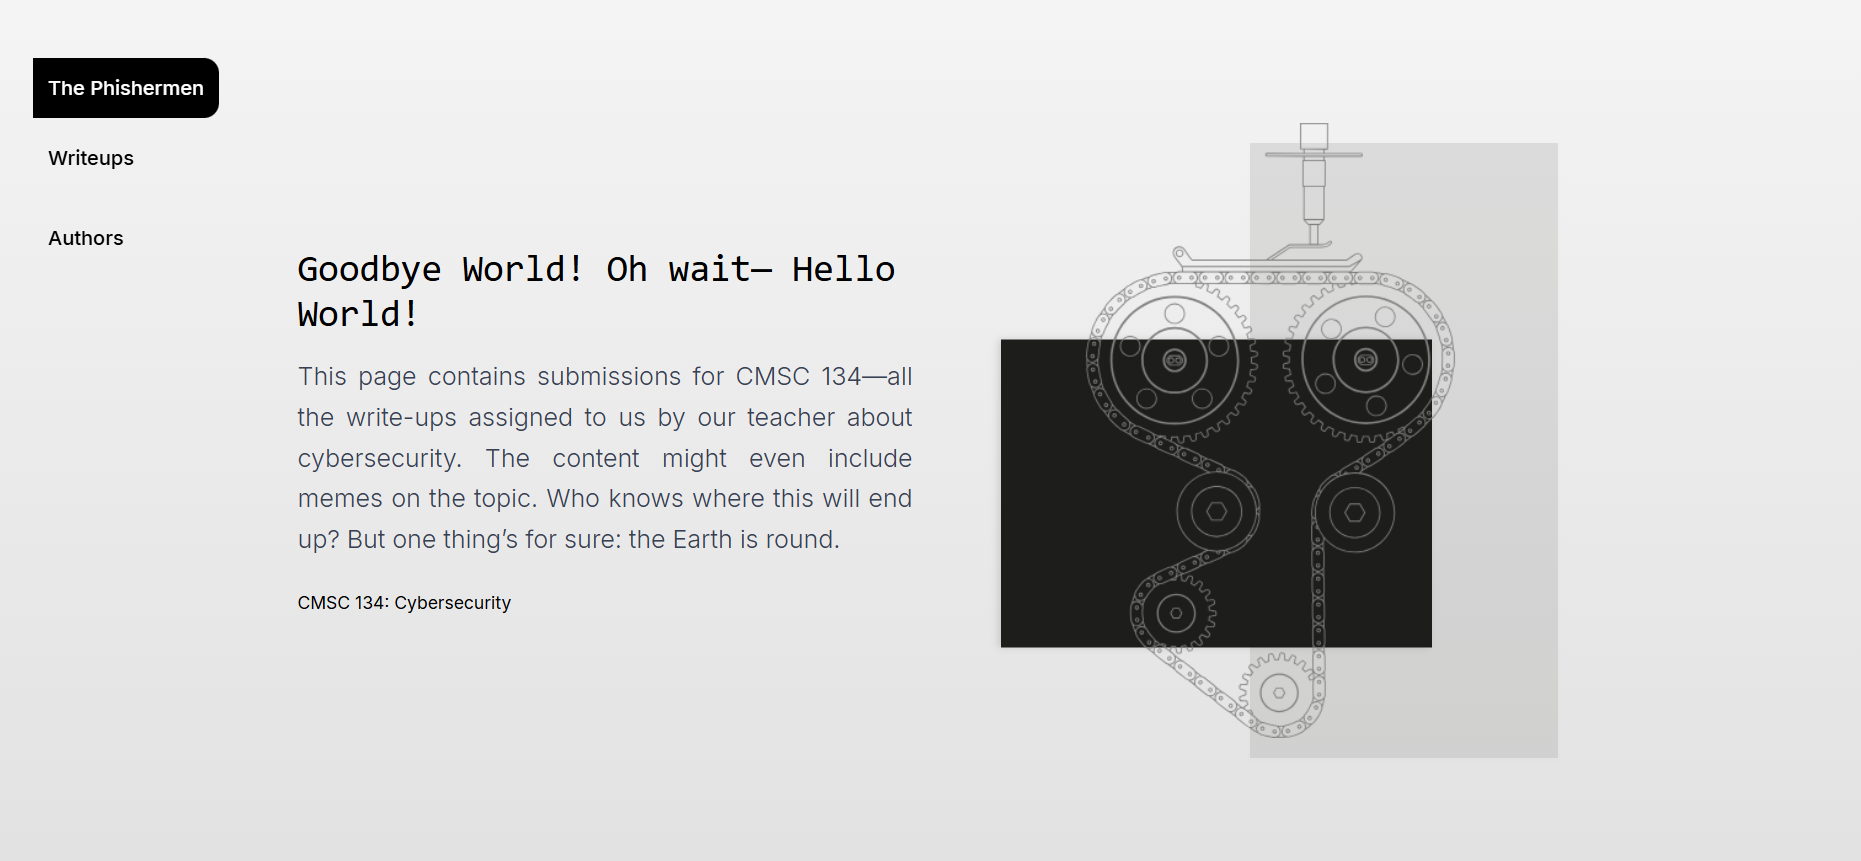 The Phishermen
Writeups
Authors
Goodbye World! Oh wait— Hello
World!
This page contains submissions for CMSC 134—all
the write-ups assigned to us by our teacher about
cybersecurity. The content might even include
memes on the topic. Who knows where this will end
up? But one thing’s for sure: the Earth is round.
CMSC 134: Cybersecurity